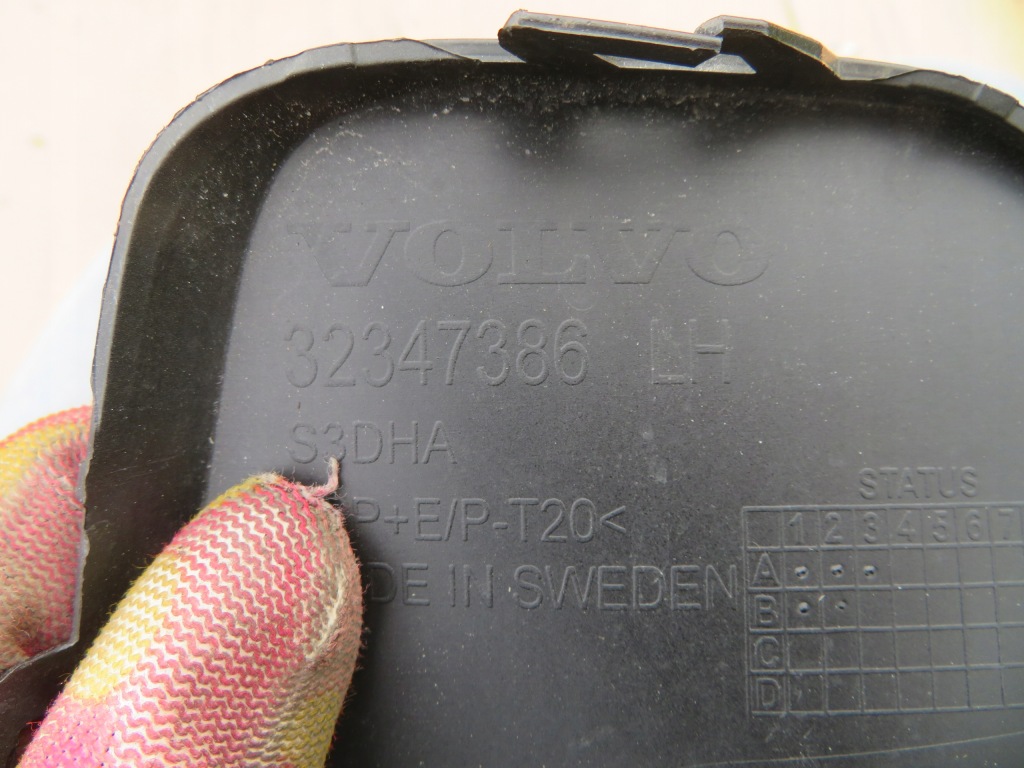 VOLVO
32347386 LH
S3DHA
P+E/P-T20<
DE IN SWEDEN
STATUS
1 2 3 4 5 6 7
A
B
C
D